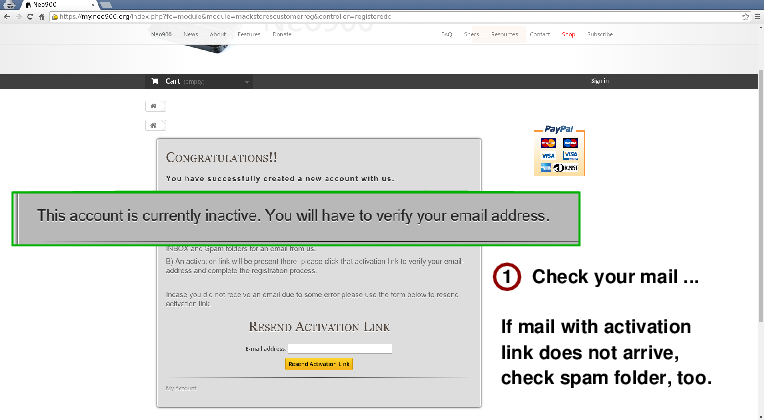 Neo900
https://my.neo900.org/index.php?fc=module&module=mackstorescustomerreg&controller=registeredc
Neo900
Neo900 News About Features Donate FAQ Specs Resources Contact Shop Subscribe
Cart (empty) Sign in
PayPal
VISA VISA
CONGRATULATIONS!!
You have successfully created a new account with us.
This account is currently inactive. You will have to verify your email address.
INBOX and Spam folders for an email from us.
B) An activation link will be present there, please click that activation link to verify your email
address and complete the registration process.
Incase you did not receive an email due to some error please use the form below to resend
activation link.
RESEND ACTIVATION LINK
E-mail address:
Resend Activation Link
My account
1 Check your mail ...
If mail with activation
link does not arrive,
check spam folder, too.